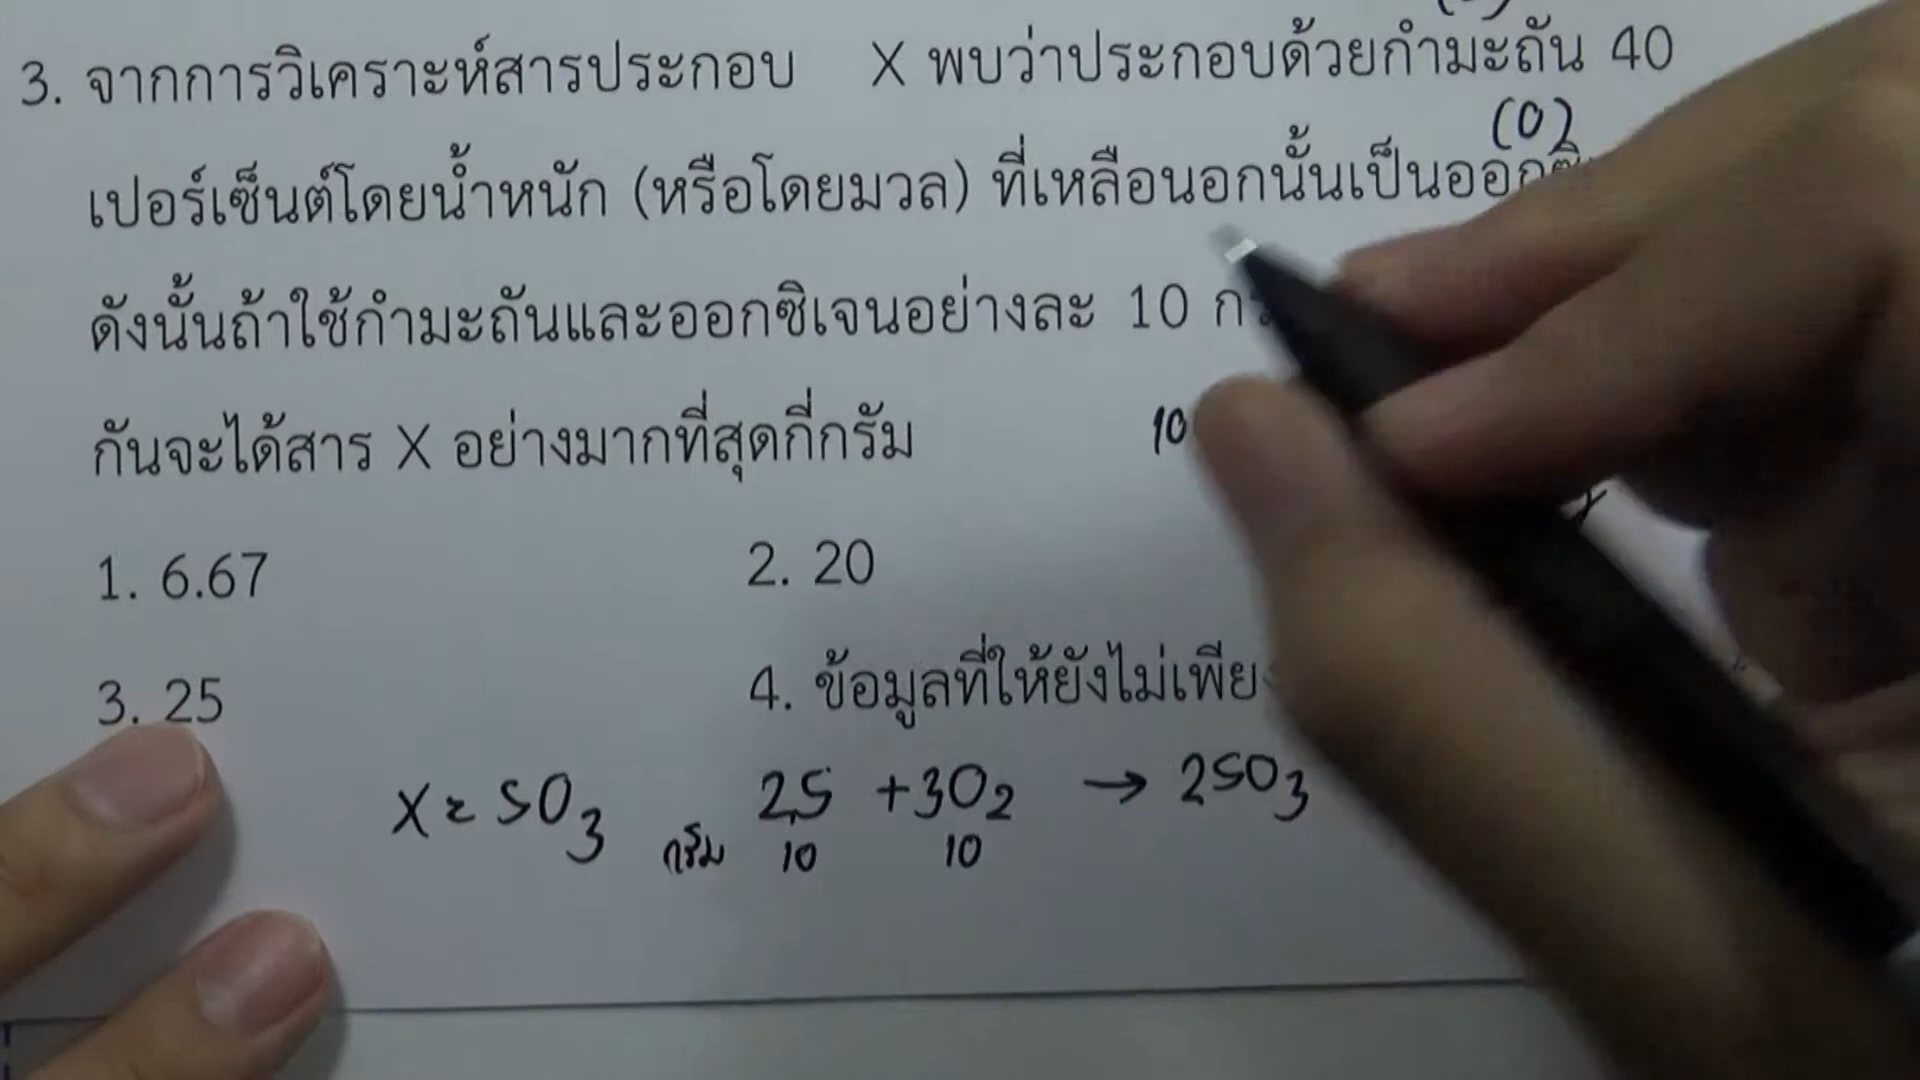 3. จากการวิเคราะห์สารประกอบ X พบว่าประกอบด้วยกำมะถัน 40
(O)
เปอร์เซ็นต์โดยน้ำหนัก (หรือโดยมวล) ที่เหลือนอกนั้นเป็น
ดังนั้นถ้าใช้กำมะถันและออกซิเจนอย่างละ 10
กันจะได้สาร X อย่างมากที่สุดกี่กรัม
10
1. 6.67
2. 20
3. 25
4. ข้อมูลที่ให้ยังไม่
X = SO3
2S + 3O2 → 2SO3
กรัม 10 10